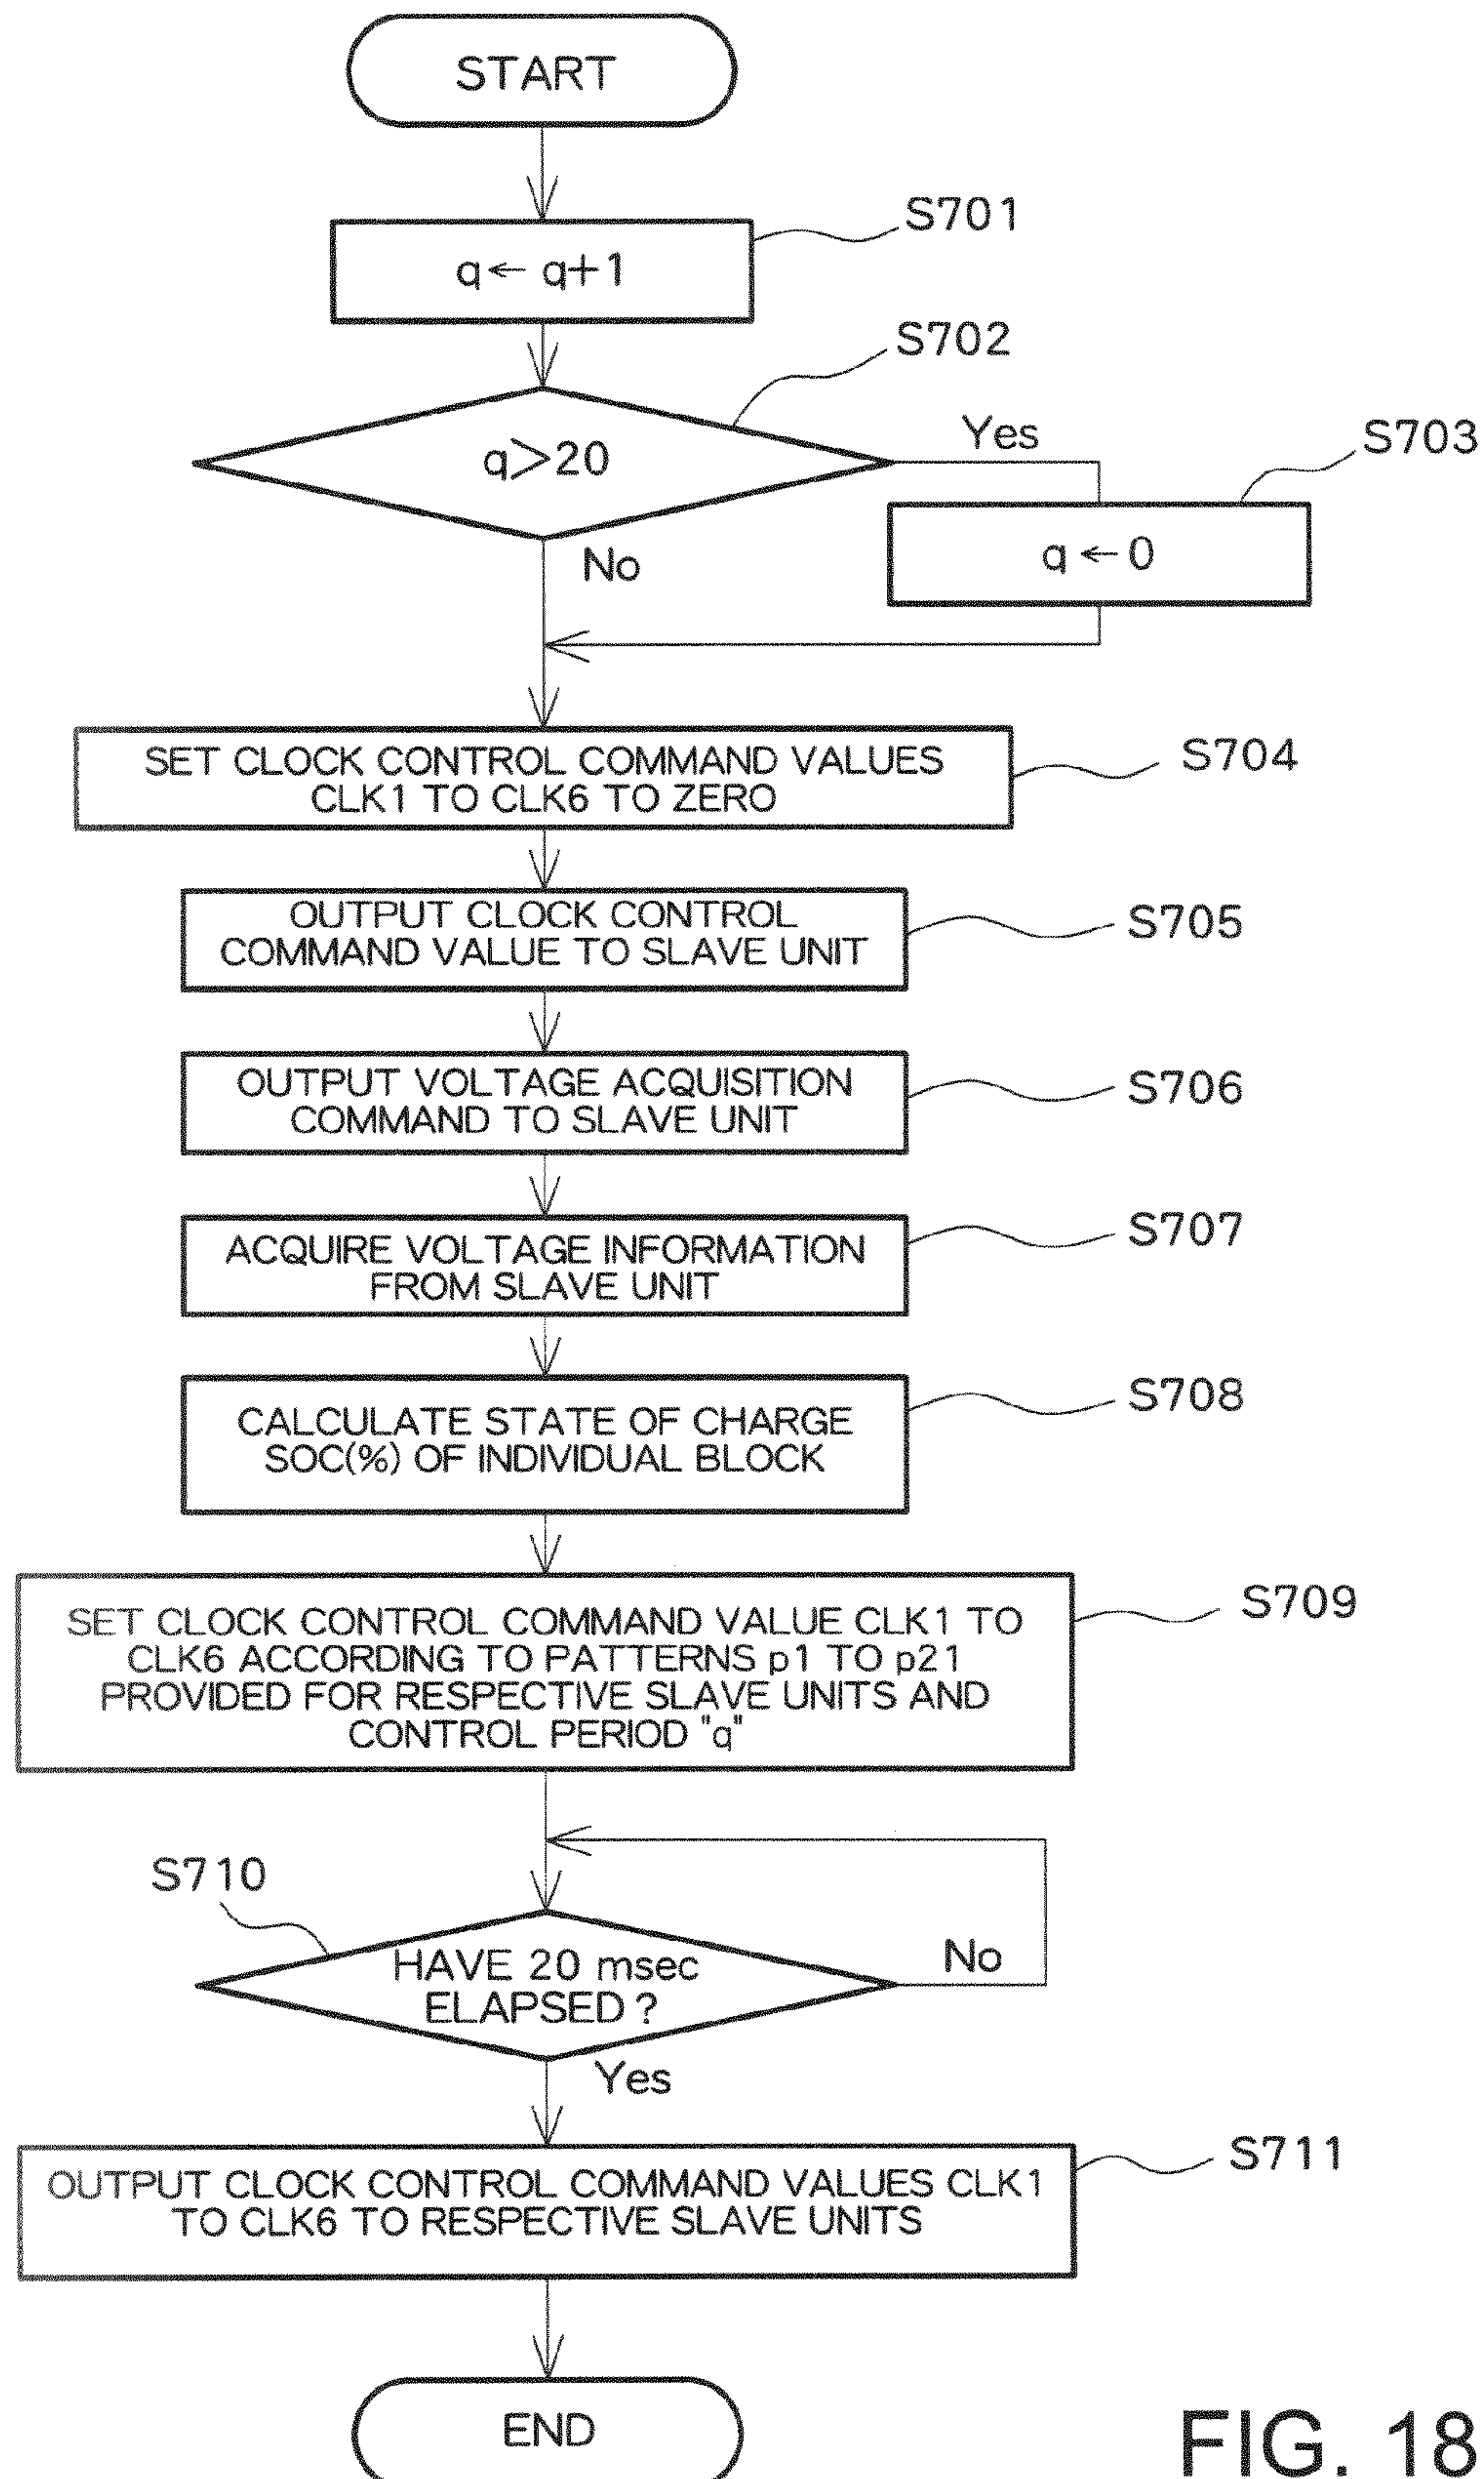 START
S701
q ← q+1
S702
q>20
Yes
S703
q ← 0
No
SET CLOCK CONTROL COMMAND VALUES
CLK1 TO CLK6 TO ZERO
S704
OUTPUT CLOCK CONTROL
COMMAND VALUE TO SLAVE UNIT
S705
OUTPUT VOLTAGE ACQUISITION
COMMAND TO SLAVE UNIT
S706
ACQUIRE VOLTAGE INFORMATION
FROM SLAVE UNIT
S707
CALCULATE STATE OF CHARGE
SOC(%) OF INDIVIDUAL BLOCK
S708
SET CLOCK CONTROL COMMAND VALUE CLK1 TO
CLK6 ACCORDING TO PATTERNS p1 TO p21
PROVIDED FOR RESPECTIVE SLAVE UNITS AND
CONTROL PERIOD "q"
S709
S710
HAVE 20 msec
ELAPSED ?
No
Yes
OUTPUT CLOCK CONTROL COMMAND VALUES CLK1
TO CLK6 TO RESPECTIVE SLAVE UNITS
S711
END
FIG. 18